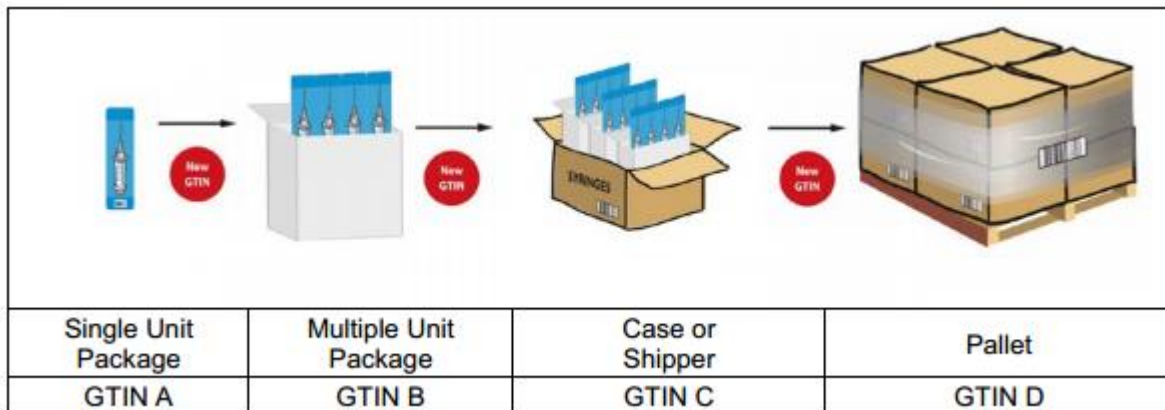 New
GTIN
New
GTIN
SYRINGES
New
GTIN
Single Unit
Package
Multiple Unit
Package
Case or
Shipper
Pallet
GTIN A
GTIN B
GTIN C
GTIN D